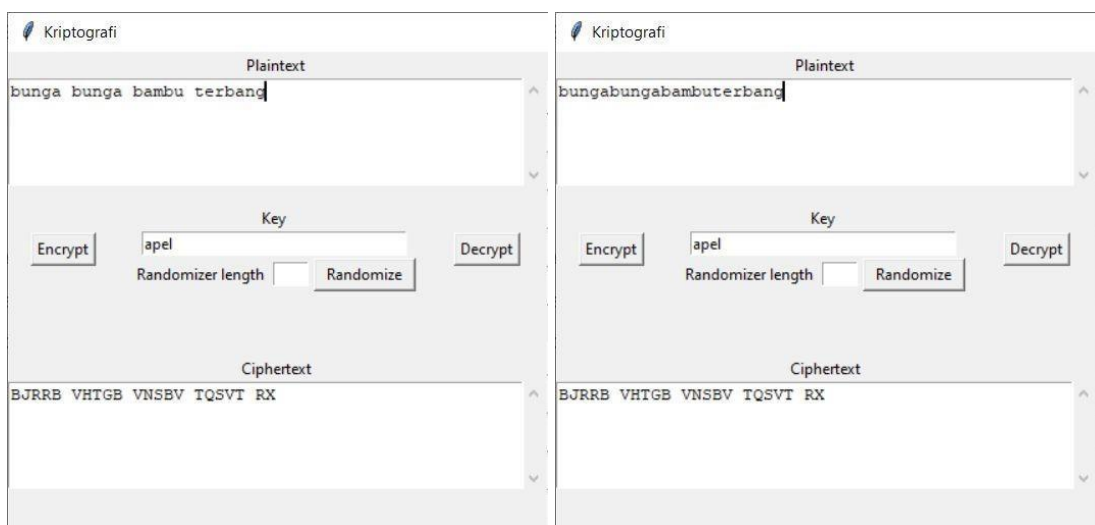 Kriptografi
Plaintext
bunga bunga bambu terbang
Key
Encrypt
apel
Decrypt
Randomizer length
Randomize
Ciphertext
BJRRB VHTGB VNSBV TQSVT RX
Kriptografi
Plaintext
bungabungabambuterbang
Key
Encrypt
apel
Decrypt
Randomizer length
Randomize
Ciphertext
BJRRB VHTGB VNSBV TQSVT RX